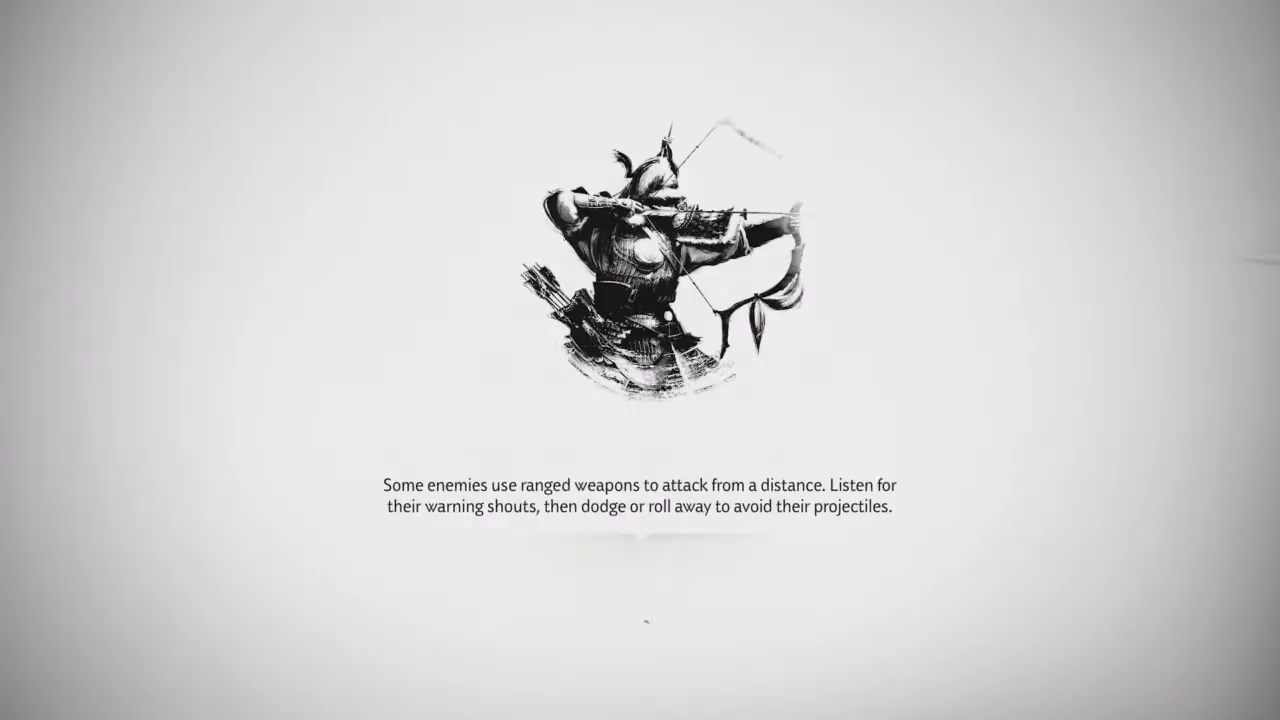 Some enemies use ranged weapons to attack from a distance. Listen for
their warning shouts, then dodge or roll away to avoid their projectiles.